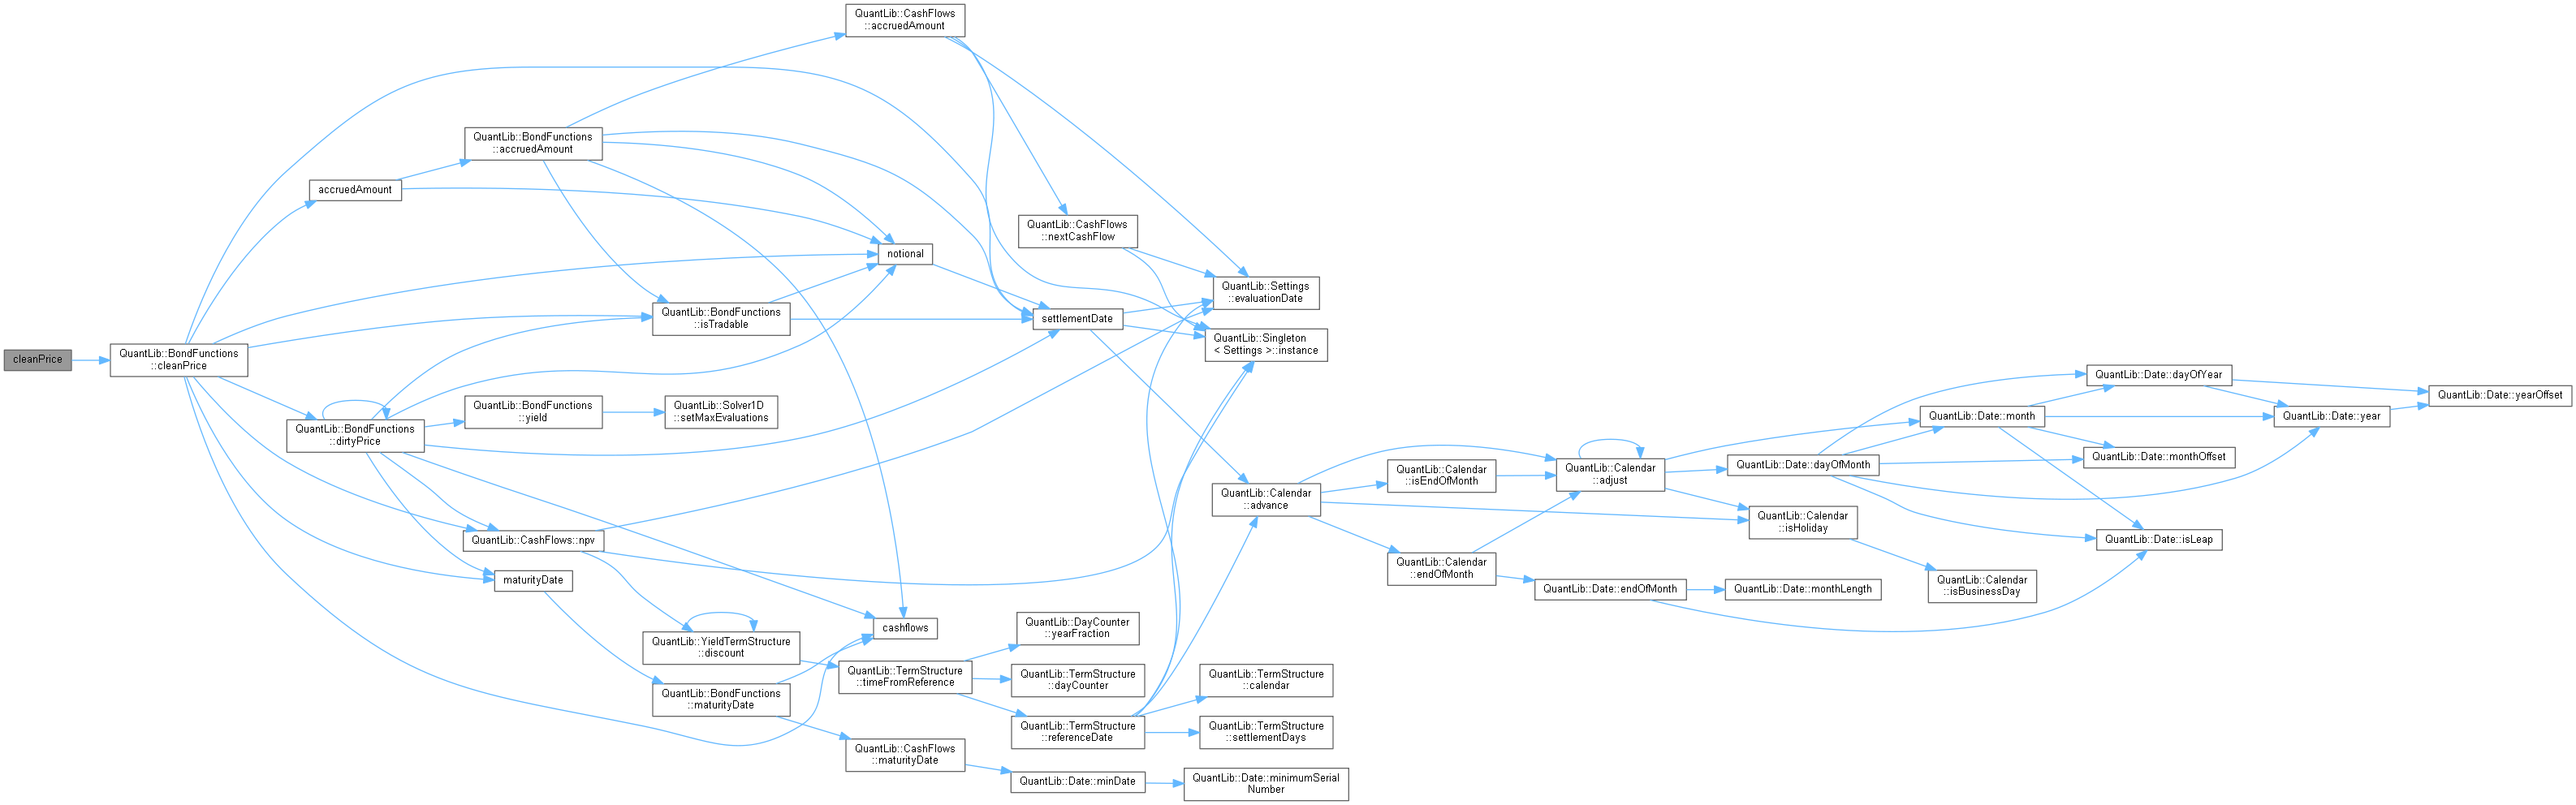 cleanPrice
QuantLib::BondFunctions
::cleanPrice
accruedAmount
QuantLib::BondFunctions
::dirtyPrice
QuantLib::BondFunctions
::accruedAmount
QuantLib::BondFunctions
::yield
QuantLib::CashFlows::npv
maturityDate
QuantLib::BondFunctions
::isTradable
QuantLib::Solver1D
::setMaxEvaluations
QuantLib::YieldTermStructure
::discount
QuantLib::BondFunctions
::maturityDate
QuantLib::CashFlows
::accruedAmount
notional
cashflows
QuantLib::TermStructure
::timeFromReference
QuantLib::CashFlows
::maturityDate
QuantLib::CashFlows
::nextCashFlow
settlementDate
QuantLib::DayCounter
::yearFraction
QuantLib::TermStructure
::dayCounter
QuantLib::TermStructure
::referenceDate
QuantLib::Date::minDate
QuantLib::Settings
::evaluationDate
QuantLib::Singleton
< Settings >::instance
QuantLib::Calendar
::advance
QuantLib::TermStructure
::calendar
QuantLib::TermStructure
::settlementDays
QuantLib::Date::minimumSerial
Number
QuantLib::Calendar
::isEndOfMonth
QuantLib::Calendar
::endOfMonth
QuantLib::Calendar
::adjust
QuantLib::Date::endOfMonth
QuantLib::Date::dayOfMonth
QuantLib::Calendar
::isHoliday
QuantLib::Date::monthLength
QuantLib::Date::month
QuantLib::Calendar
::isBusinessDay
QuantLib::Date::dayOfYear
QuantLib::Date::monthOffset
QuantLib::Date::isLeap
QuantLib::Date::year
QuantLib::Date::yearOffset